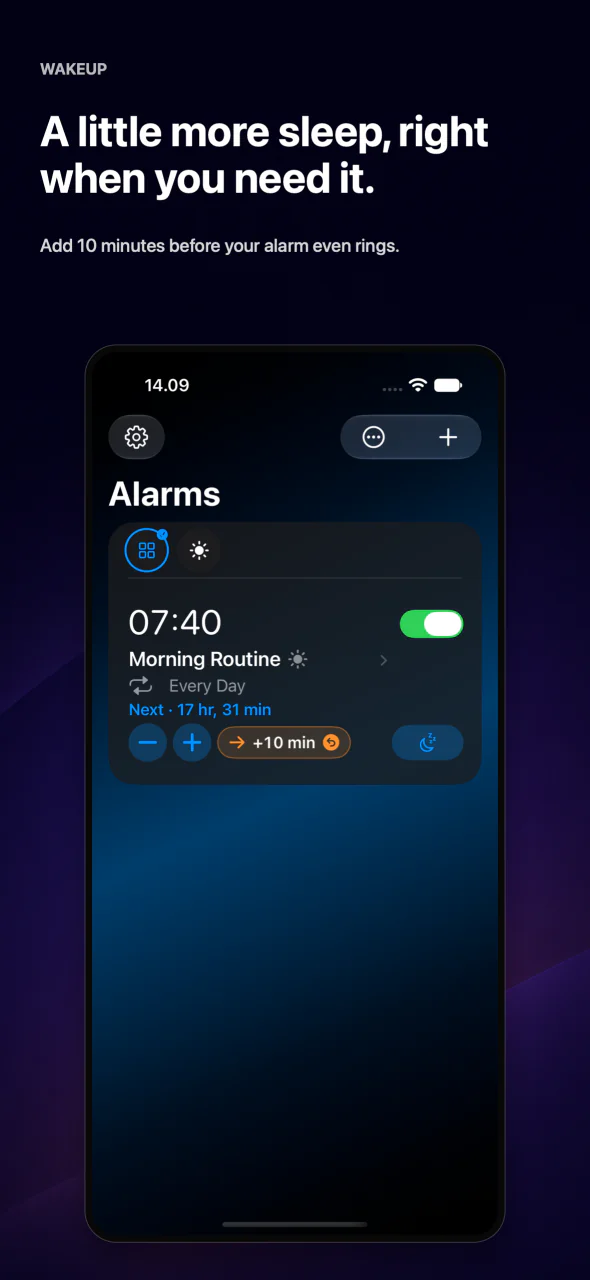 WAKEUP
A little more sleep, right
when you need it.
Add 10 minutes before your alarm even rings.
14.09
Alarms
07:40
Morning Routine
Every Day
Next · 17 hr, 31 min
+10 min